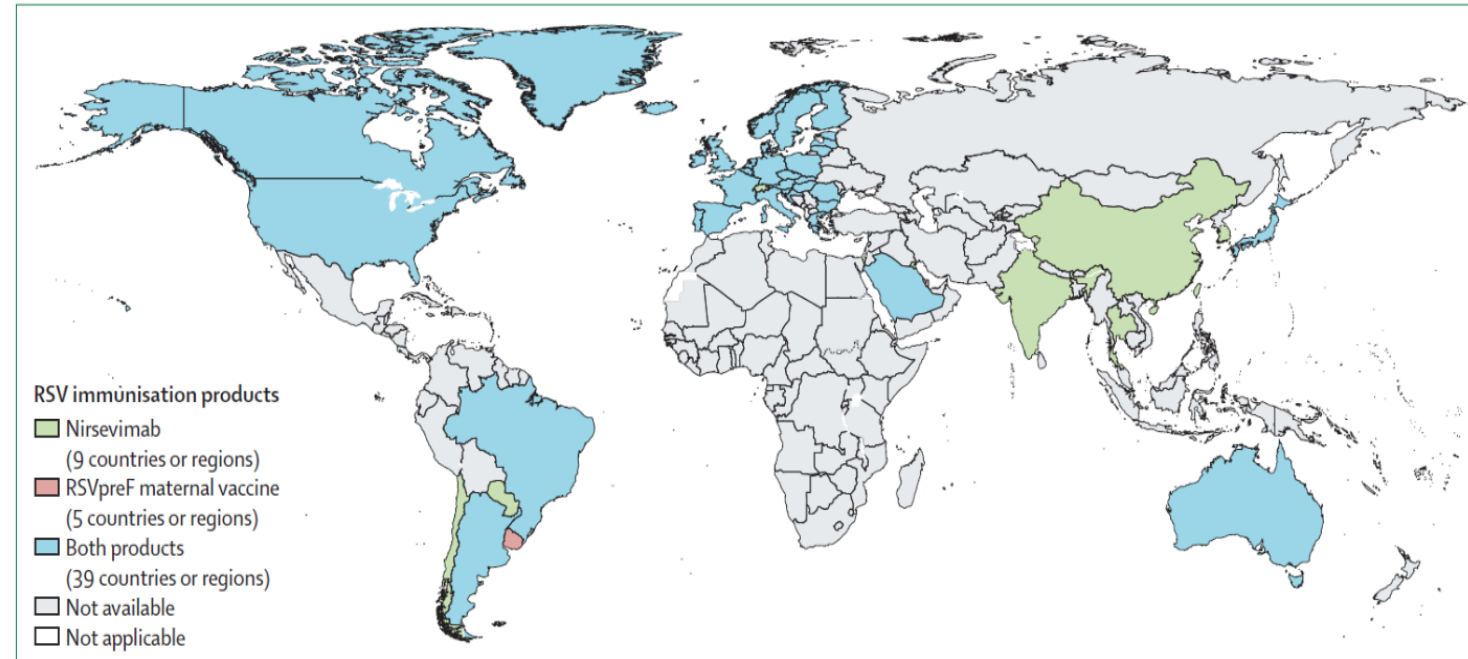 RSV immunisation products
Nirsevimab
(9 countries or regions)
RSVpreF maternal vaccine
(5 countries or regions)
Both products
(39 countries or regions)
Not available
Not applicable